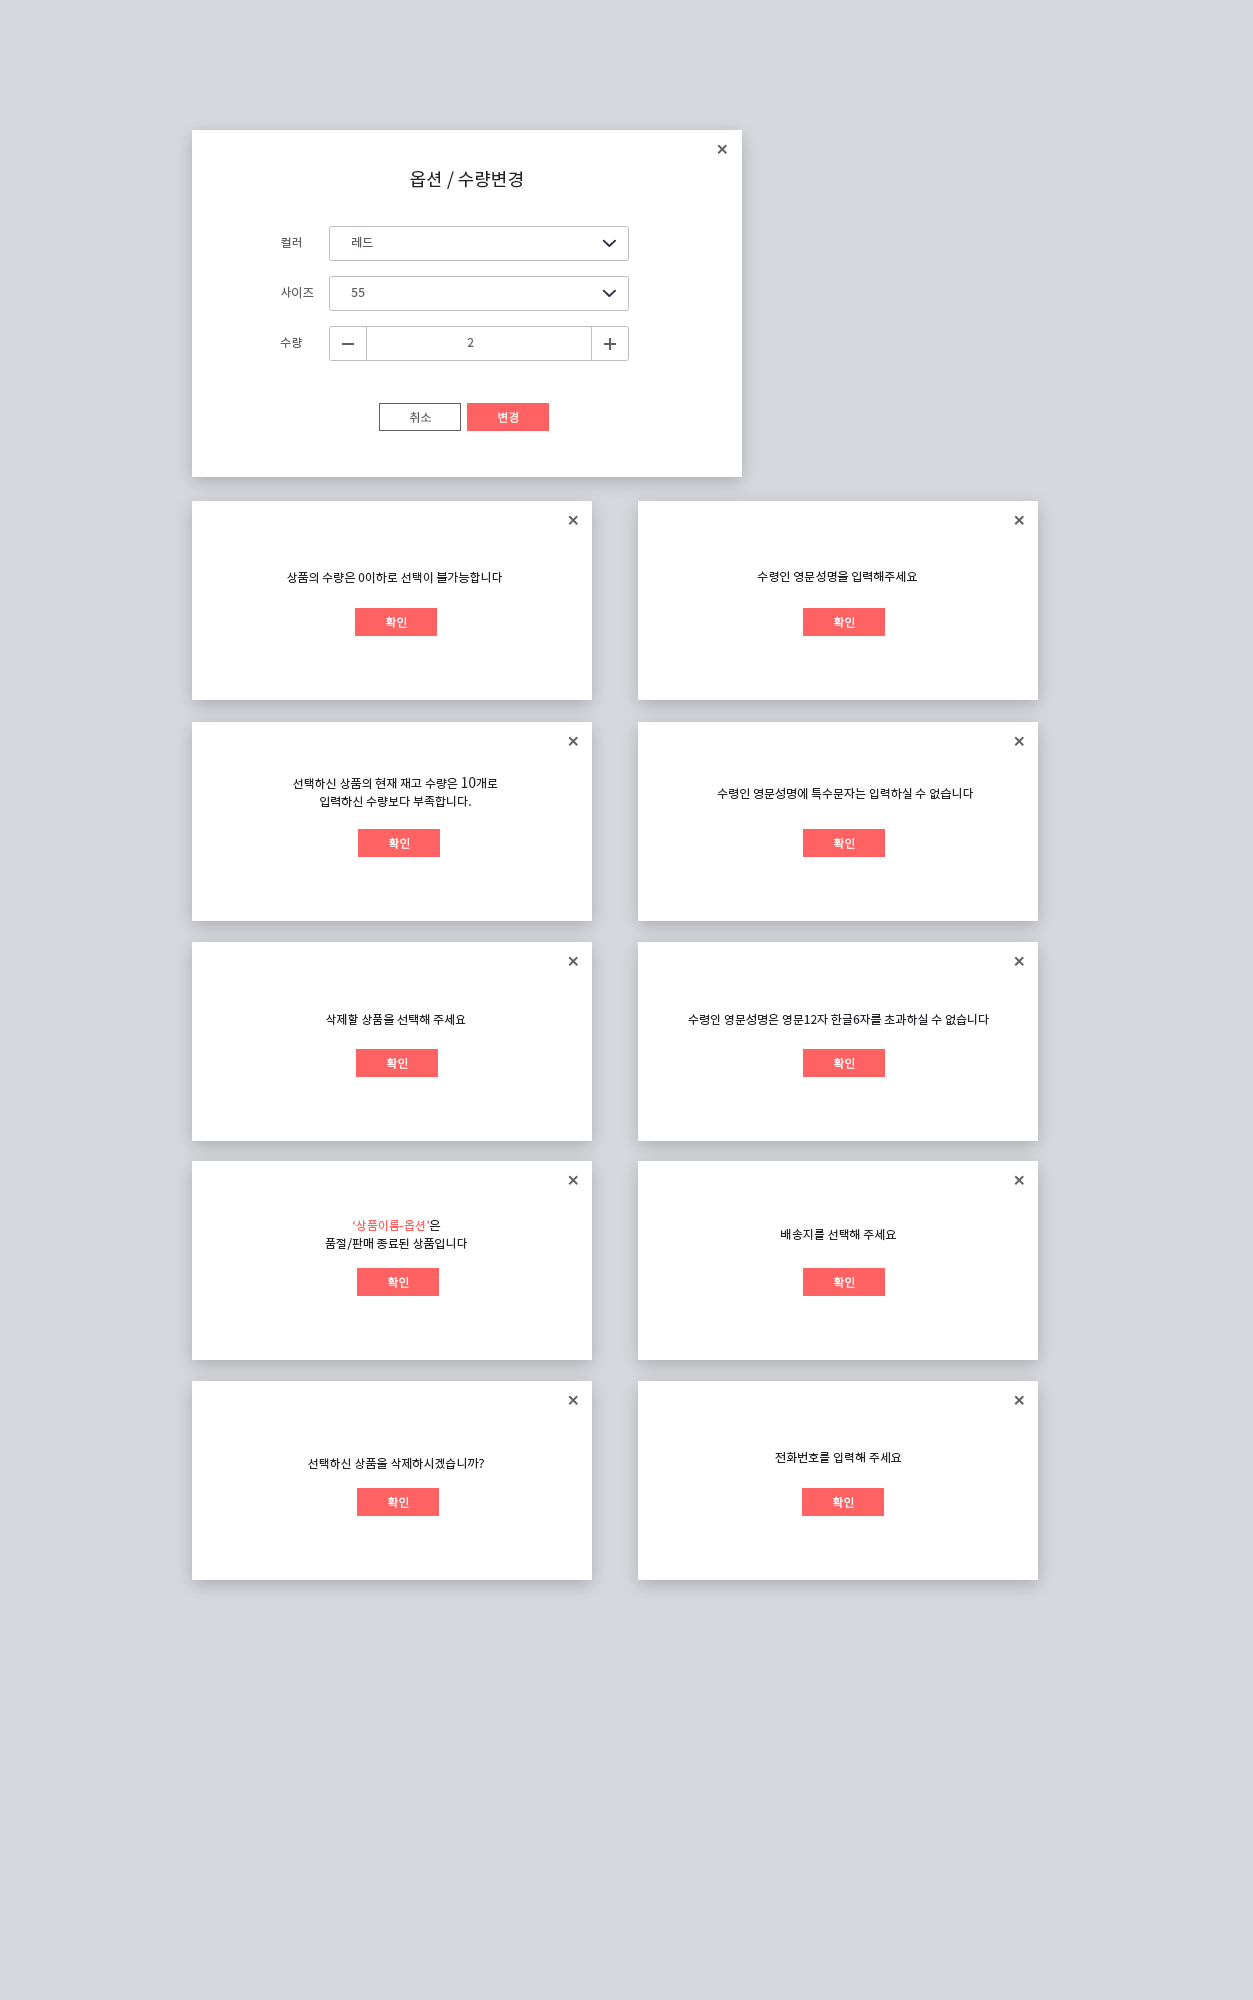 옵션 / 수량변경
컬러
레드
사이즈
55
수량
2
취소
변경
상품의 수량은 0이하로 선택이 불가능합니다
확인
수령인 영문성명을 입력해주세요
확인
선택하신 상품의 현재 재고 수량은 10개로
입력하신 수량보다 부족합니다.
확인
수령인 영문성명에 특수문자는 입력하실 수 없습니다
확인
삭제할 상품을 선택해 주세요
확인
수령인 영문성명은 영문12자 한글6자를 초과하실 수 없습니다
확인
‘상품이름-옵션’은
품절/판매 종료된 상품입니다
확인
배송지를 선택해 주세요
확인
선택하신 상품을 삭제하시겠습니까?
확인
전화번호를 입력해 주세요
확인